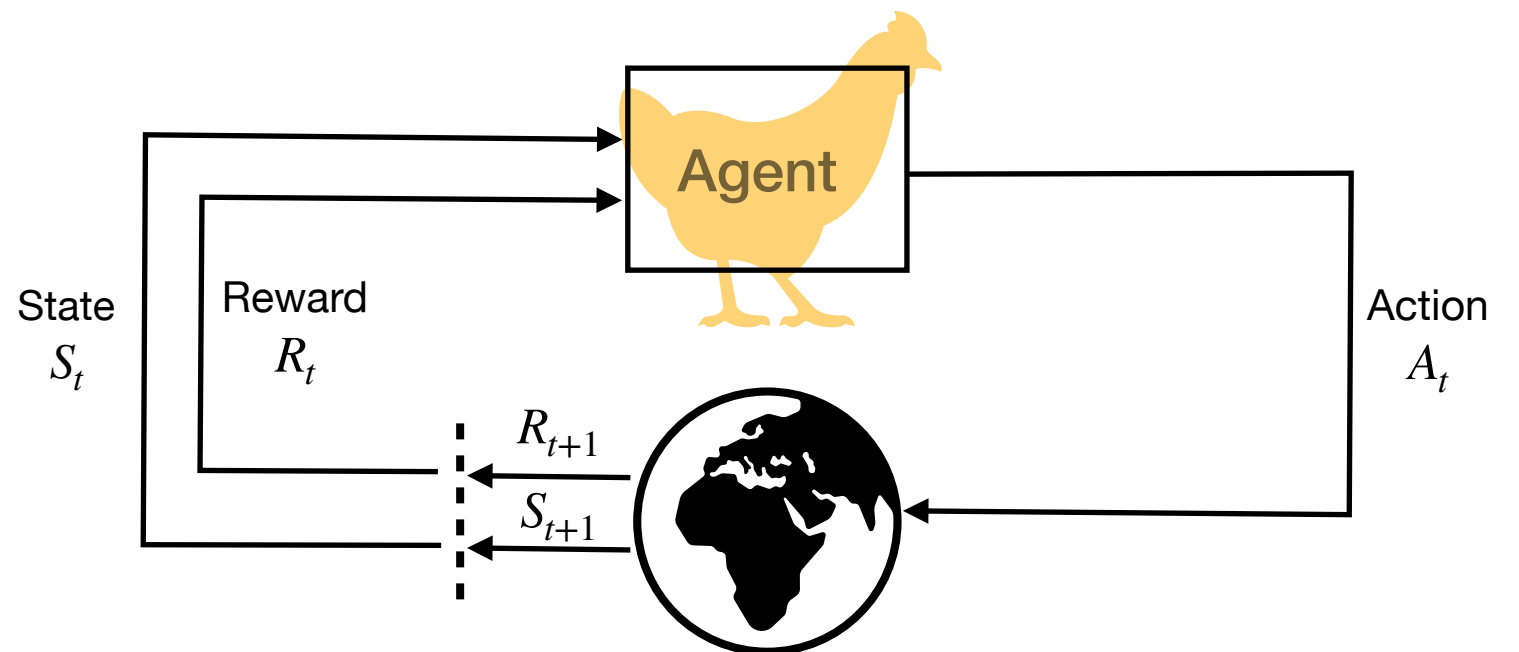 Agent
State
S_t
Reward
R_t
Action
A_t
R_{t+1}
S_{t+1}